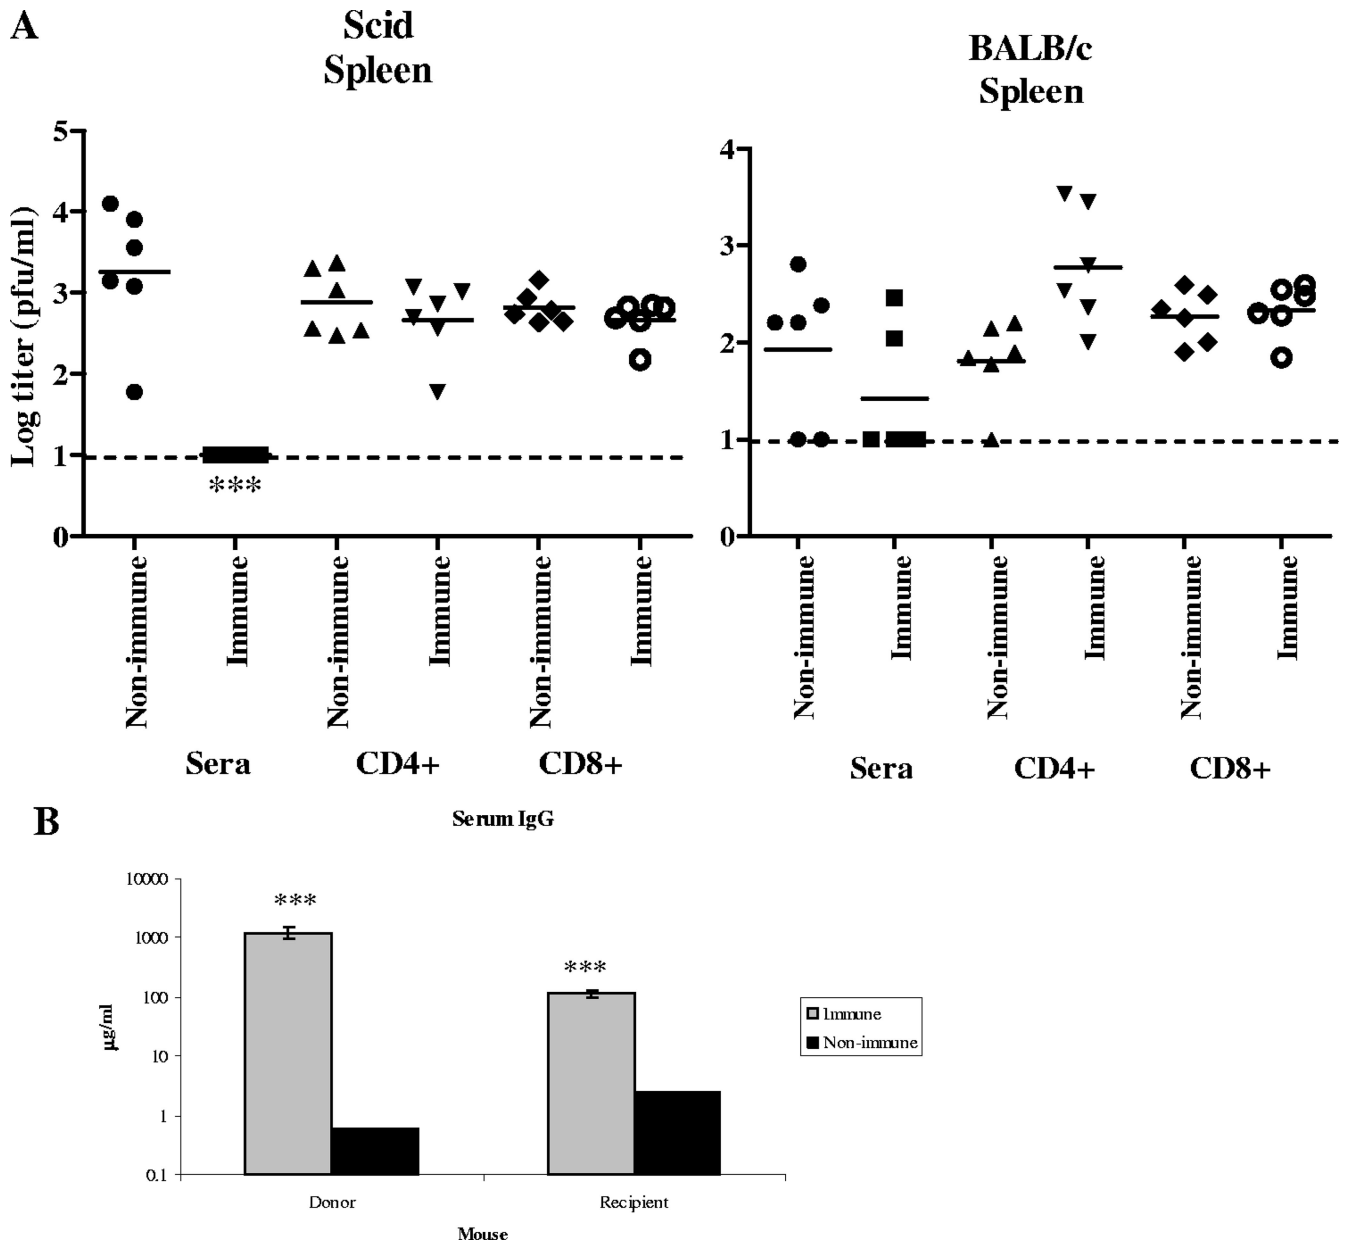 A
Scid
Spleen
BALB/c
Spleen
Log titer (pfu/ml)
5
4
3
2
1
0
***
Non-immune
Immune
Non-immune
Immune
Non-immune
Immune
Sera
CD4+
CD8+
4
3
2
1
0
Non-immune
Immune
Non-immune
Immune
Non-immune
Immune
Sera
CD4+
CD8+
B
Serum IgG
µg/ml
10000
1000
100
10
1
0.1
***
***
Immune
Non-immune
Donor
Recipient
Mouse